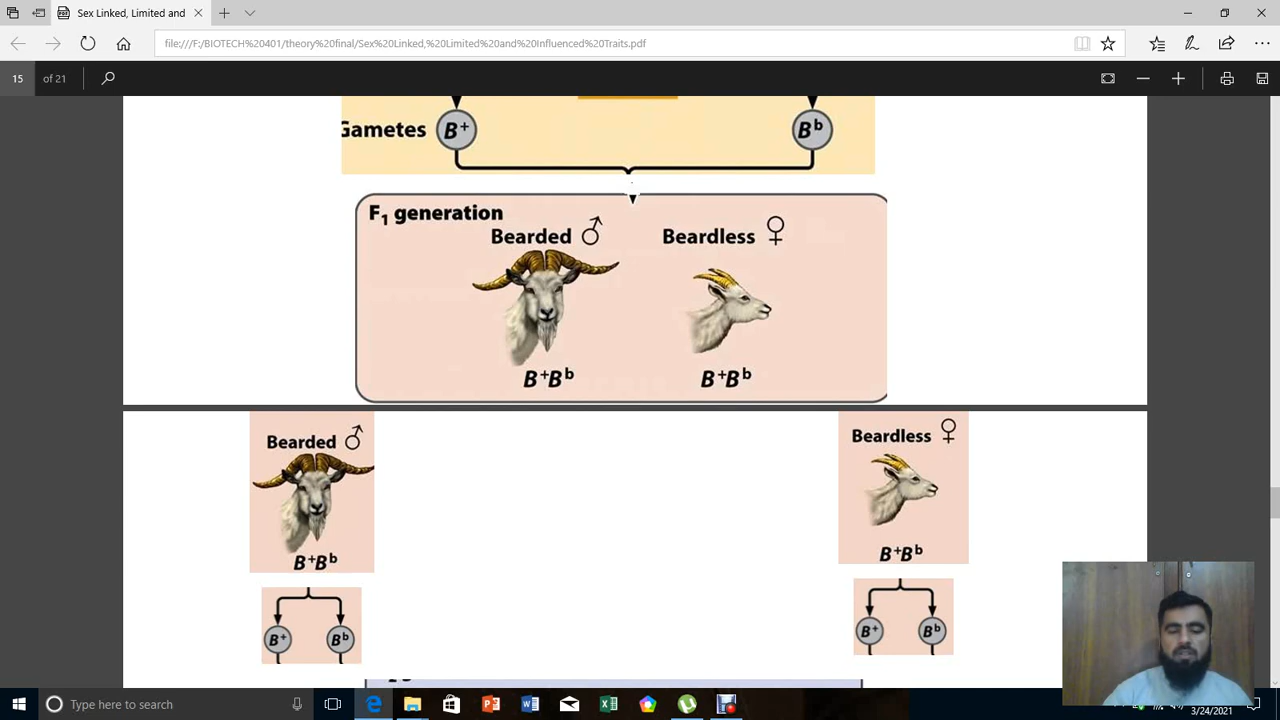 Sex Linked, Limited and
file:///F:/BIOTECH%20401/theory%20final/Sex%20Linked,%20Limited%20and%20Influenced%20Traits.pdf
15 of 21
Gametes B+ Bb
F1 generation
Bearded ♂ Beardless ♀
B+Bb B+Bb
Bearded ♂ Beardless ♀
B+Bb B+Bb
B+ Bb B+ Bb
Type here to search
3/24/2021